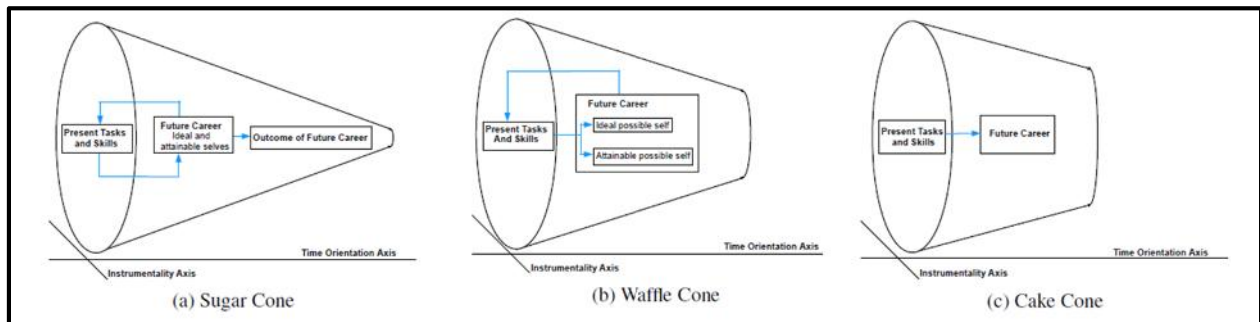 Present Tasks
and Skills
Future Career
Ideal and
attainable selves
Outcome of Future Career
Time Orientation Axis
Instrumentality Axis
(a) Sugar Cone
Future Career
Present Tasks
And Skills
Ideal possible self
Attainable possible self
Time Orientation Axis
Instrumentality Axis
(b) Waffle Cone
Present Tasks
and Skills
Future Career
Time Orientation Axis
Instrumentality Axis
(c) Cake Cone